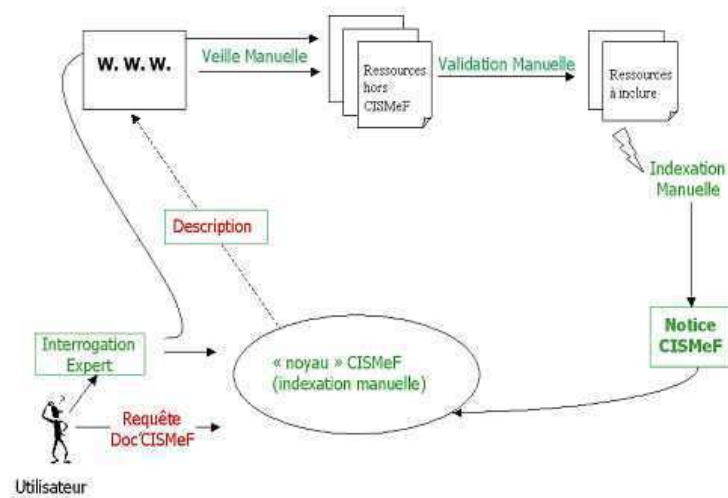 W. W. W.
Veille Manuelle
Ressources
hors
CISMeF
Validation Manuelle
Ressources
à inclure
Indexation
Manuelle
Description
Notice
CISMeF
Interrogation
Expert
« noyau » CISMeF
(indexation manuelle)
?
Requête
Doc'CISMeF
Utilisateur